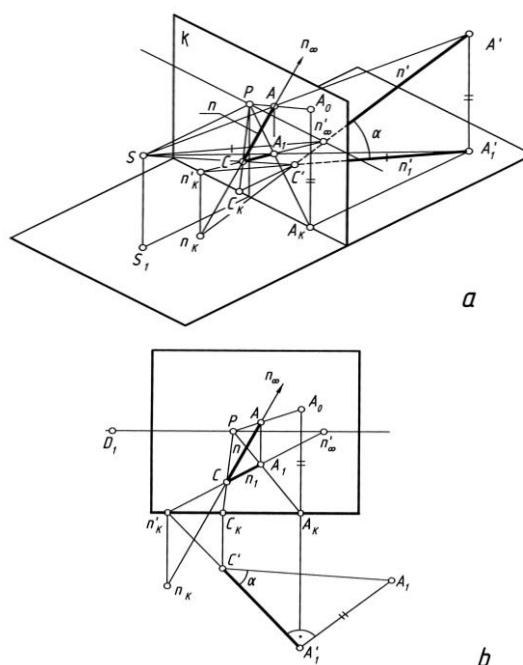 K n∞ A' n'
P A A₀
n n'∞ α
S C A₁ C' A'₁
n'K n'₁
CK
nK AK
S₁
a
n∞
A A₀
D₁ P n'∞
n A₁
C n₁
n'K CK AK
C'
nK α A₁
A'₁
b